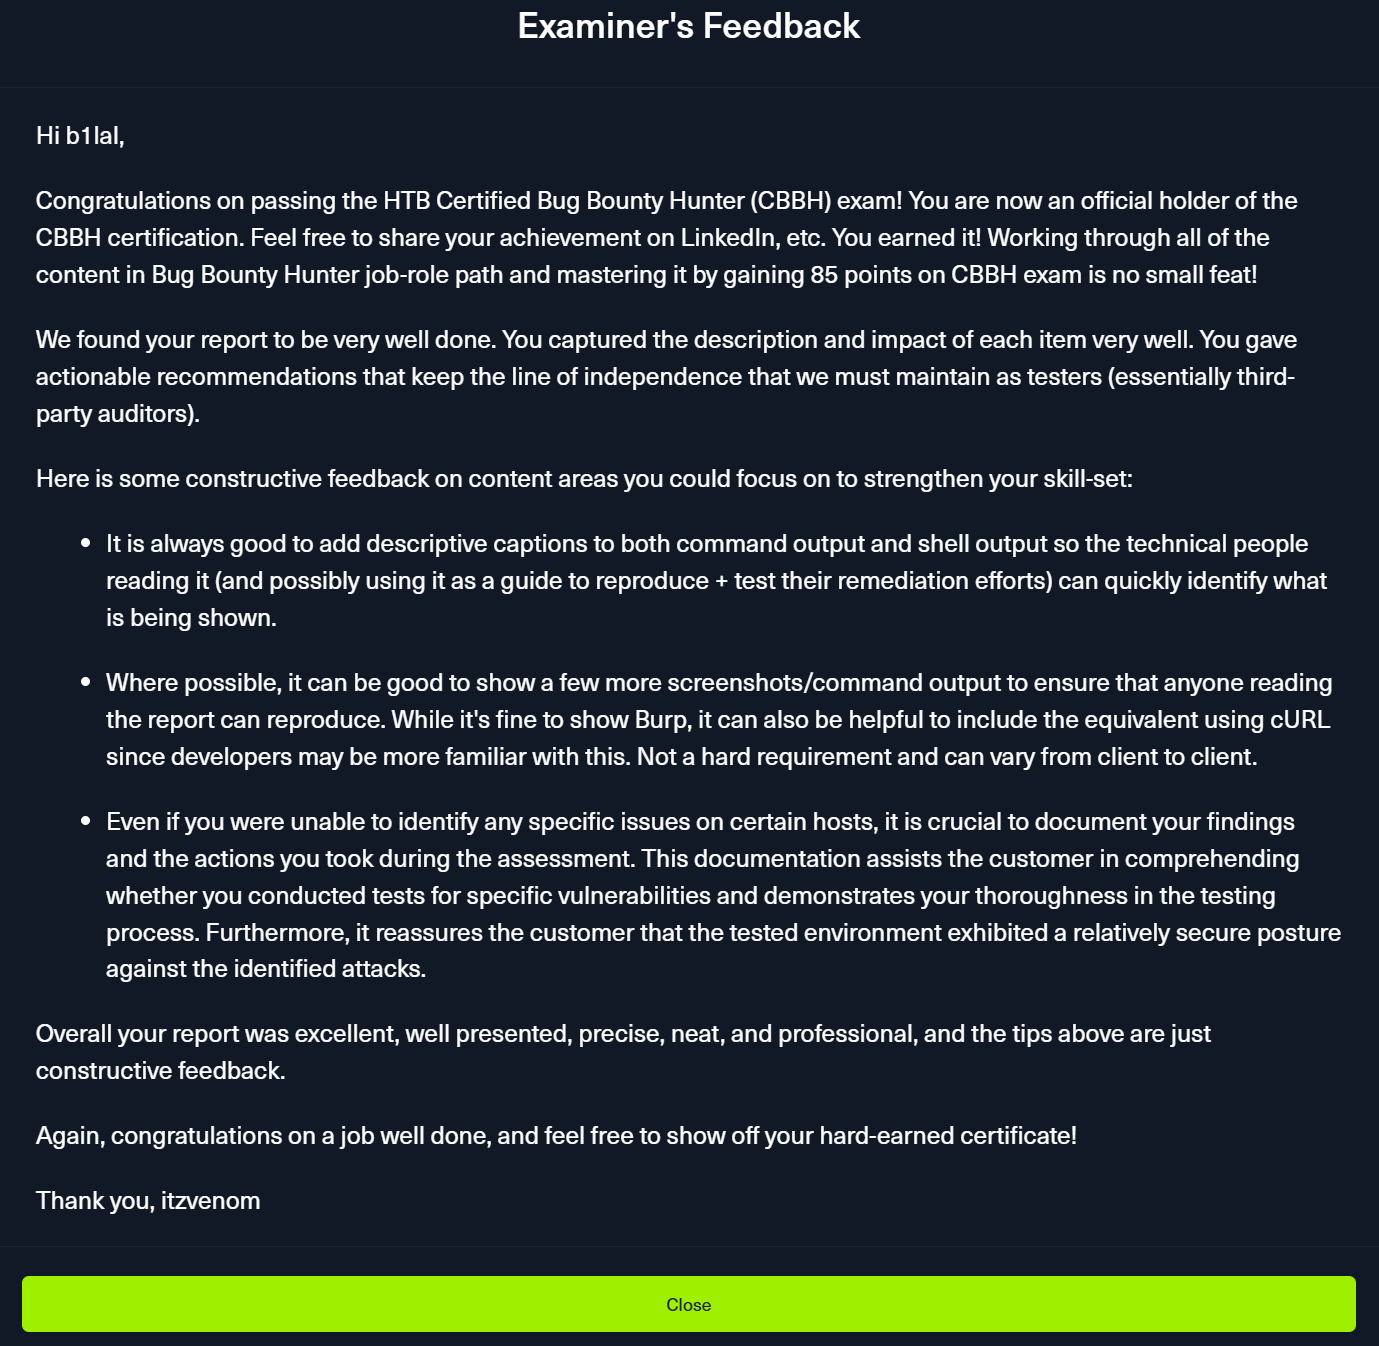 Examiner's Feedback
Hi b1lal,
Congratulations on passing the HTB Certified Bug Bounty Hunter (CBBH) exam! You are now an official holder of the
CBBH certification. Feel free to share your achievement on LinkedIn, etc. You earned it! Working through all of the
content in Bug Bounty Hunter job-role path and mastering it by gaining 85 points on CBBH exam is no small feat!
We found your report to be very well done. You captured the description and impact of each item very well. You gave
actionable recommendations that keep the line of independence that we must maintain as testers (essentially third-
party auditors).
Here is some constructive feedback on content areas you could focus on to strengthen your skill-set:
• It is always good to add descriptive captions to both command output and shell output so the technical people
reading it (and possibly using it as a guide to reproduce + test their remediation efforts) can quickly identify what
is being shown.
• Where possible, it can be good to show a few more screenshots/command output to ensure that anyone reading
the report can reproduce. While it's fine to show Burp, it can also be helpful to include the equivalent using cURL
since developers may be more familiar with this. Not a hard requirement and can vary from client to client.
• Even if you were unable to identify any specific issues on certain hosts, it is crucial to document your findings
and the actions you took during the assessment. This documentation assists the customer in comprehending
whether you conducted tests for specific vulnerabilities and demonstrates your thoroughness in the testing
process. Furthermore, it reassures the customer that the tested environment exhibited a relatively secure posture
against the identified attacks.
Overall your report was excellent, well presented, precise, neat, and professional, and the tips above are just
constructive feedback.
Again, congratulations on a job well done, and feel free to show off your hard-earned certificate!
Thank you, itzvenom
Close